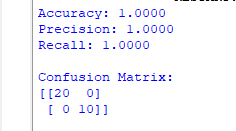 Accuracy: 1.0000
Precision: 1.0000
Recall: 1.0000
Confusion Matrix:
[[20  0]
 [ 0 10]]